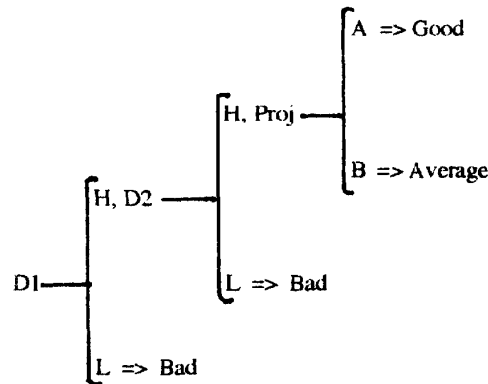 A => Good
H, Proj
B => Average
H, D2
D1
L => Bad
L => Bad